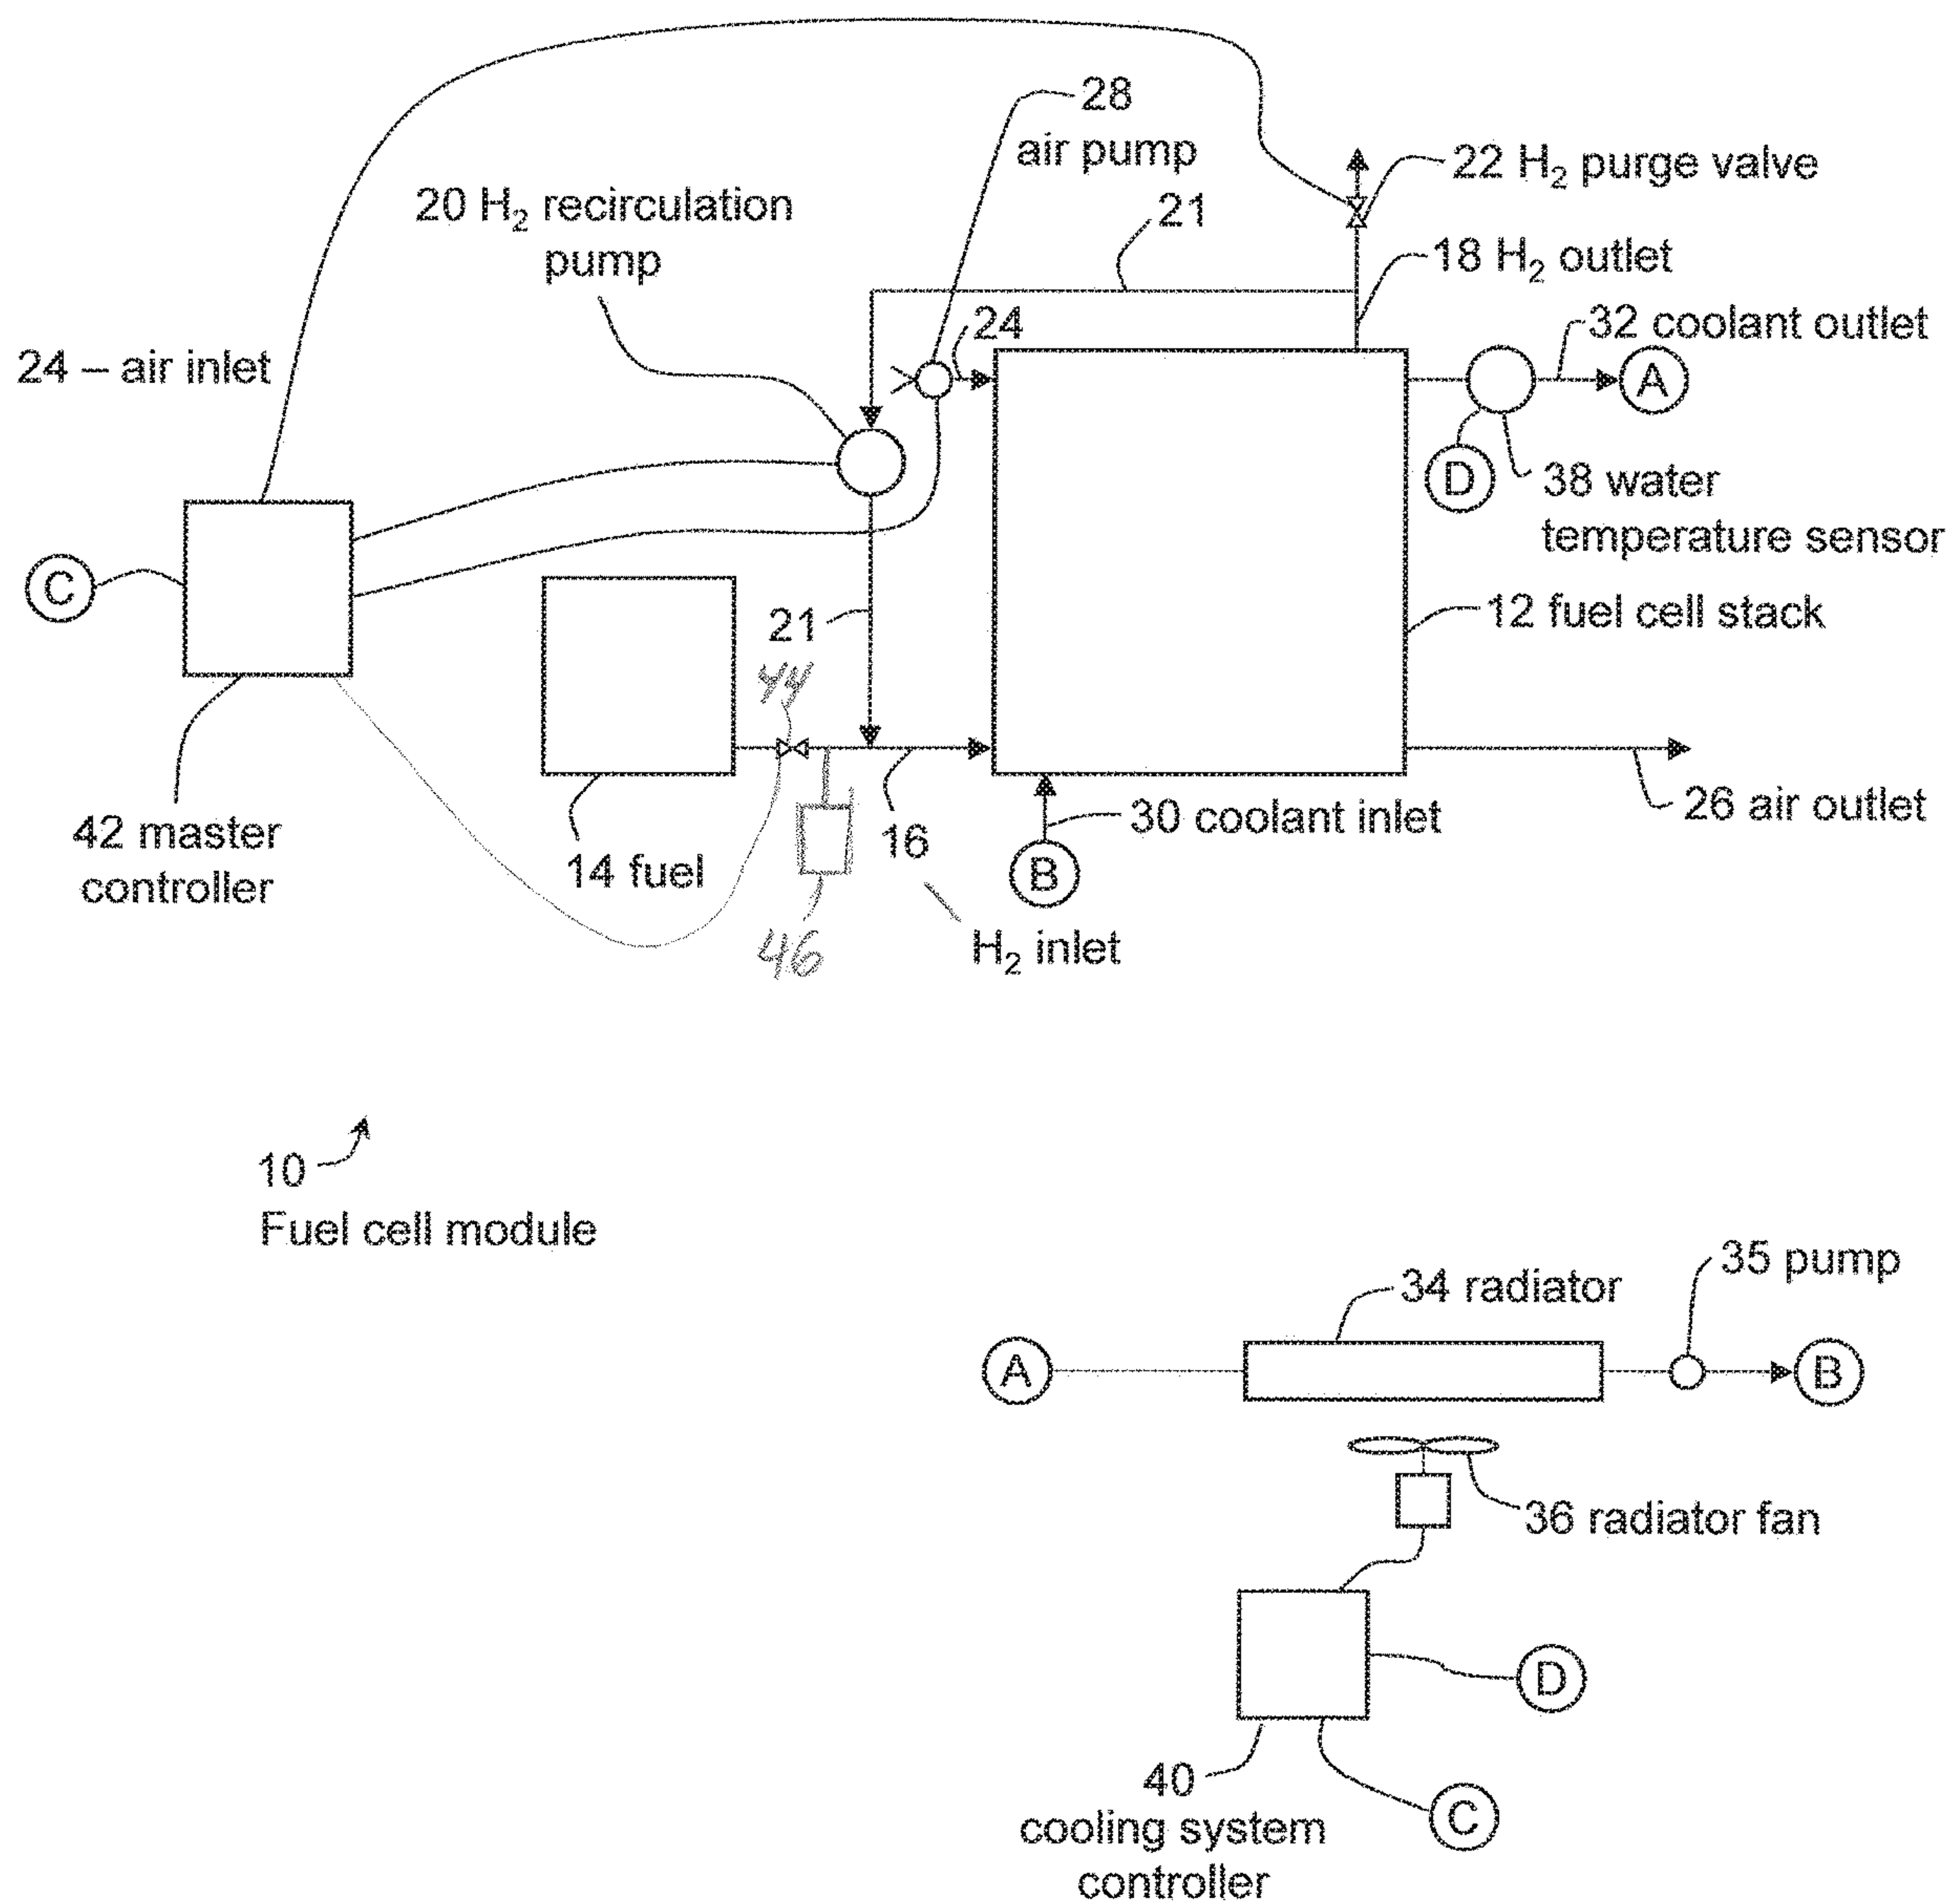 28
air pump
22 H₂ purge valve
20 H₂ recirculation
pump
21
18 H₂ outlet
24 – air inlet
24
32 coolant outlet
A
D
38 water
temperature sensor
C
21
12 fuel cell stack
44
42 master
controller
14 fuel
16
30 coolant inlet
26 air outlet
B
46
H₂ inlet
10
Fuel cell module
35 pump
34 radiator
A
B
36 radiator fan
D
40
cooling system
controller
C